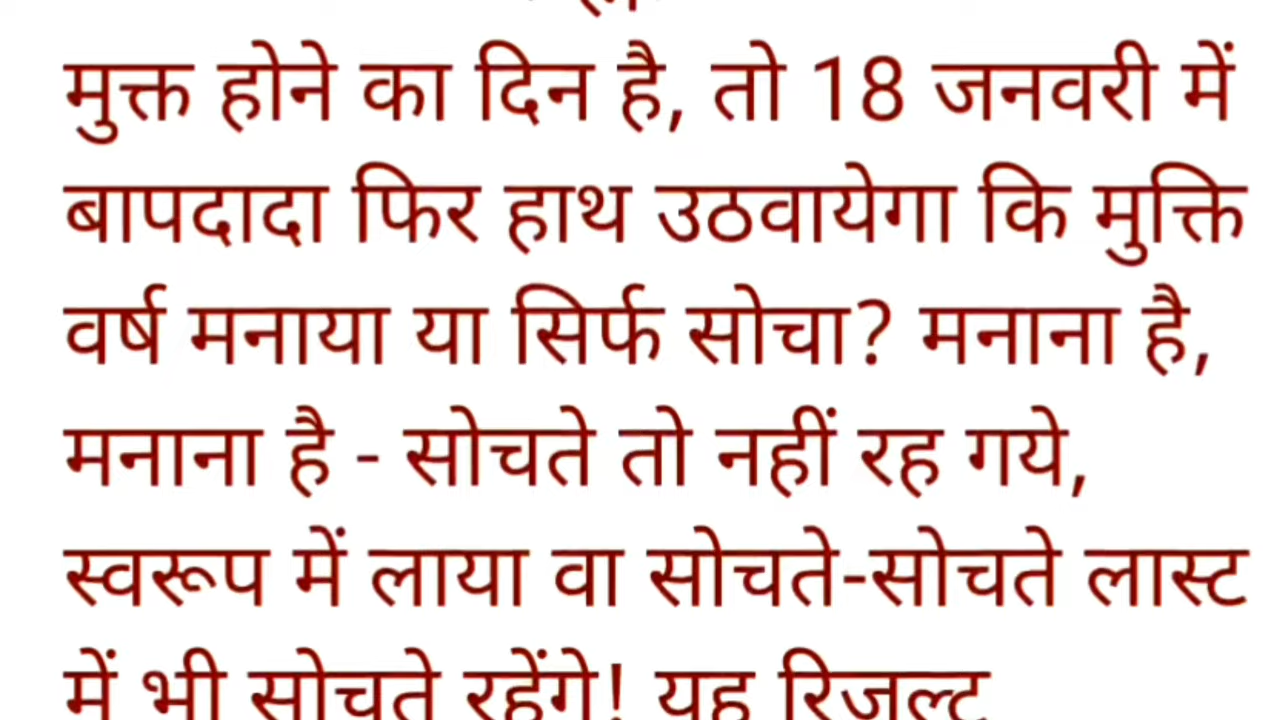 मुक्त होने का दिन है, तो 18 जनवरी में
बापदादा फिर हाथ उठवायेगा कि मुक्ति
वर्ष मनाया या सिर्फ सोचा? मनाना है,
मनाना है - सोचते तो नहीं रह गये,
स्वरूप में लाया वा सोचते-सोचते लास्ट
में भी सोचते रहेंगे! यह रिजल्ट